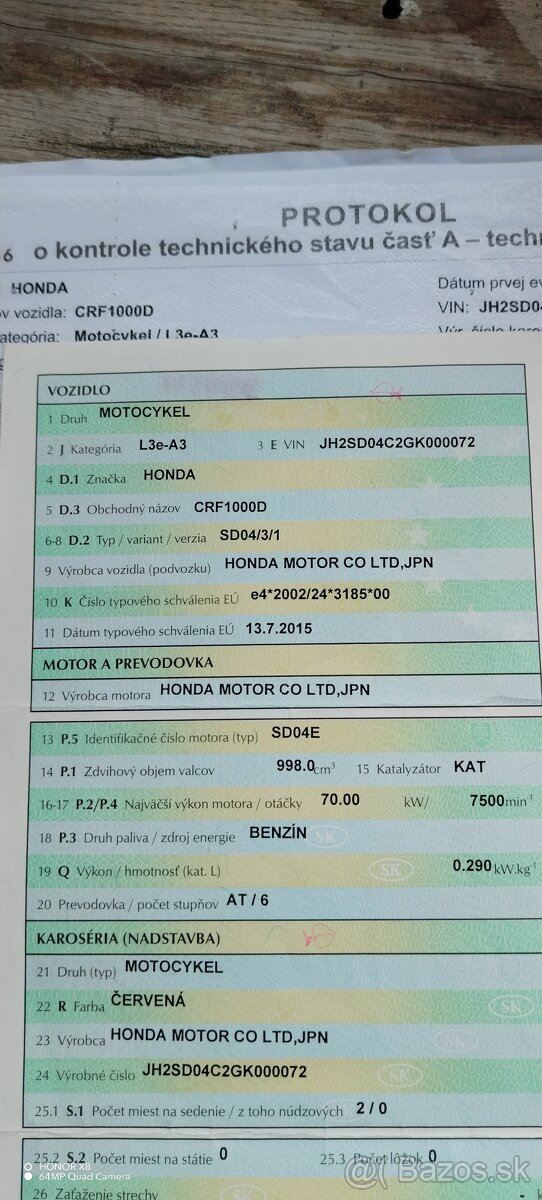 PROTOKOL
6 o kontrole technického stavu časť A – techn
HONDA
Dátum prvej ev
v vozidla: CRF1000D
VIN: JH2SD04
ategória: Motocykel / L3e-A3
VOZIDLO
1 Druh MOTOCYKEL
2 J Kategória L3e-A3 3 E VIN JH2SD04C2GK000072
4 D.1 Značka HONDA
5 D.3 Obchodný názov CRF1000D
6-8 D.2 Typ / variant / verzia SD04/3/1
9 Výrobca vozidla (podvozku) HONDA MOTOR CO LTD,JPN
10 K Číslo typového schválenia EÚ e4*2002/24*3185*00
11 Dátum typového schválenia EÚ 13.7.2015
MOTOR A PREVODOVKA
12 Výrobca motora HONDA MOTOR CO LTD,JPN
13 P.5 Identifikačné číslo motora (typ) SD04E
14 P.1 Zdvihový objem valcov 998.0 cm³ 15 Katalyzátor KAT
16-17 P.2/P.4 Najväčší výkon motora / otáčky 70.00 kW/ 7500 min⁻¹
18 P.3 Druh paliva / zdroj energie BENZÍN
19 Q Výkon / hmotnosť (kat. L) 0.290 kW.kg⁻¹
20 Prevodovka / počet stupňov AT / 6
KAROSÉRIA (NADSTAVBA)
21 Druh (typ) MOTOCYKEL
22 R Farba ČERVENÁ
23 Výrobca HONDA MOTOR CO LTD,JPN
24 Výrobné číslo JH2SD04C2GK000072
25.1 S.1 Počet miest na sedenie / z toho núdzových 2 / 0
25.2 S.2 Počet miest na státie 0 25.3 Počet lôžok 0
26 Zaťaženie strechy -
SK
SK
SK
SK
HONOR X8
64MP Quad Camera
Bazos.sk